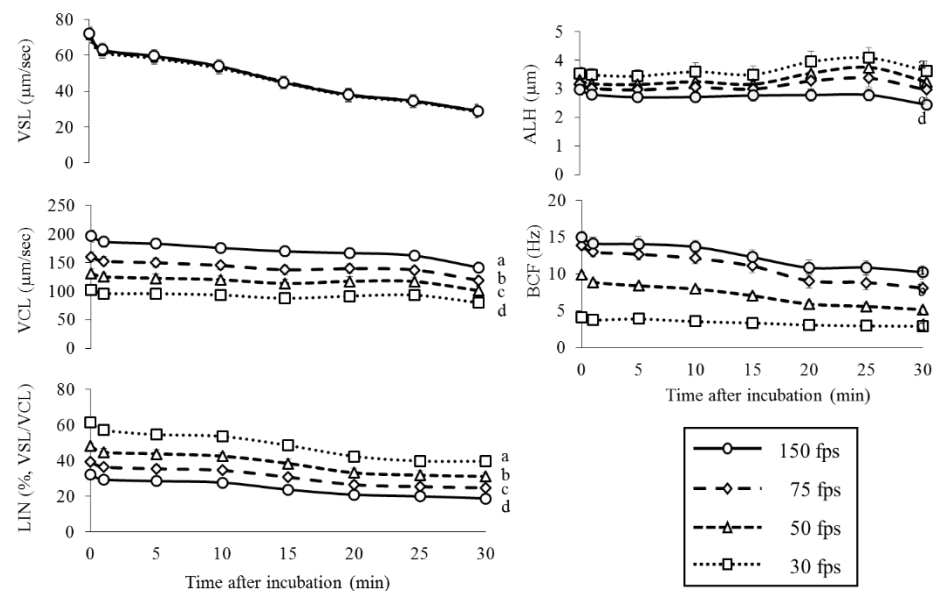 VSL (µm/sec)
80
60
40
20
0
VCL (µm/sec)
250
200
150
100
50
0
a
b
c
d
LIN (%, VSL/VCL)
80
60
40
20
0
a
b
c
d
0 5 10 15 20 25 30
Time after incubation (min)
ALH (µm)
5
4
3
2
1
0
d
BCF (Hz)
20
15
10
5
0
0 5 10 15 20 25 30
Time after incubation (min)
150 fps
75 fps
50 fps
30 fps